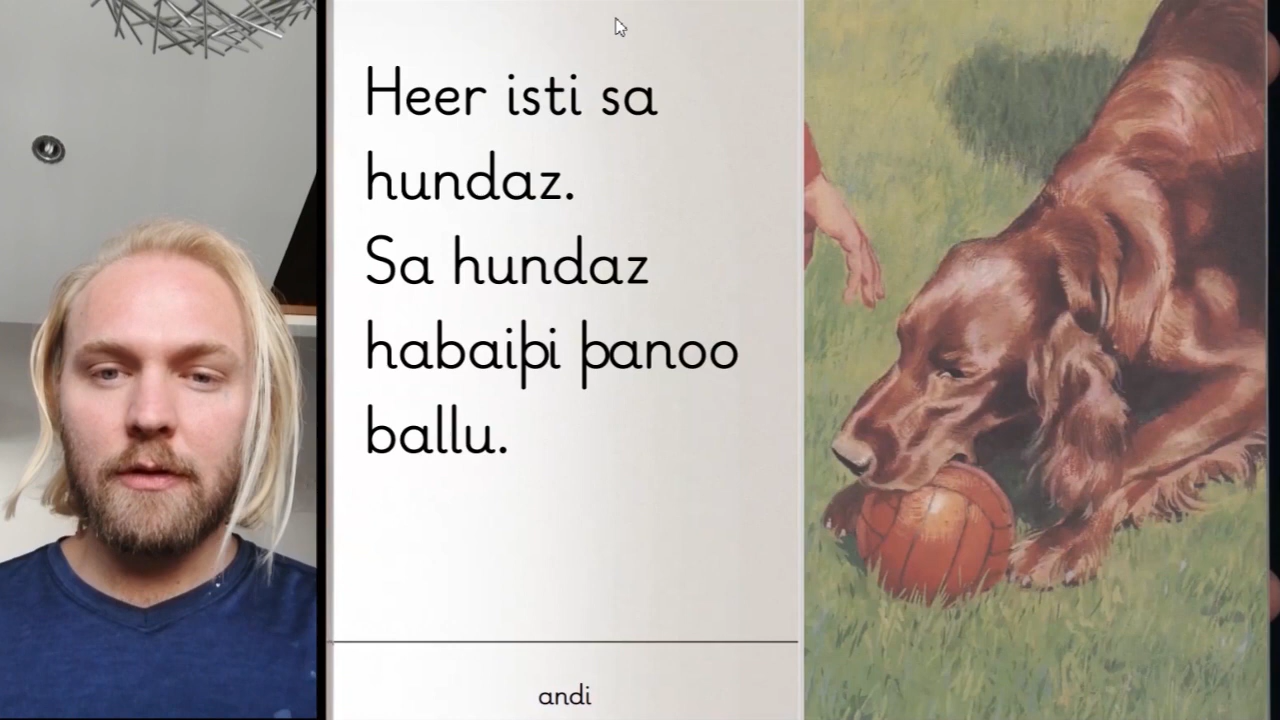 Heer isti sa
hundaz.
Sa hundaz
habaiþi þanoo
ballu.
andi